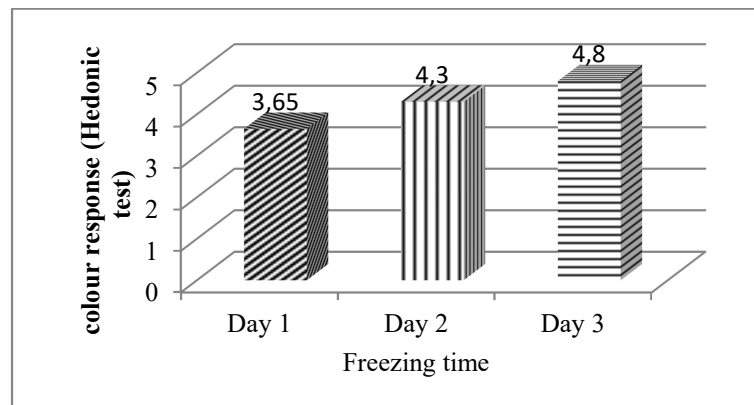 colour response (Hedonic
test)
5
4
3
2
1
0
3,65
4,3
4,8
Day 1
Day 2
Day 3
Freezing time